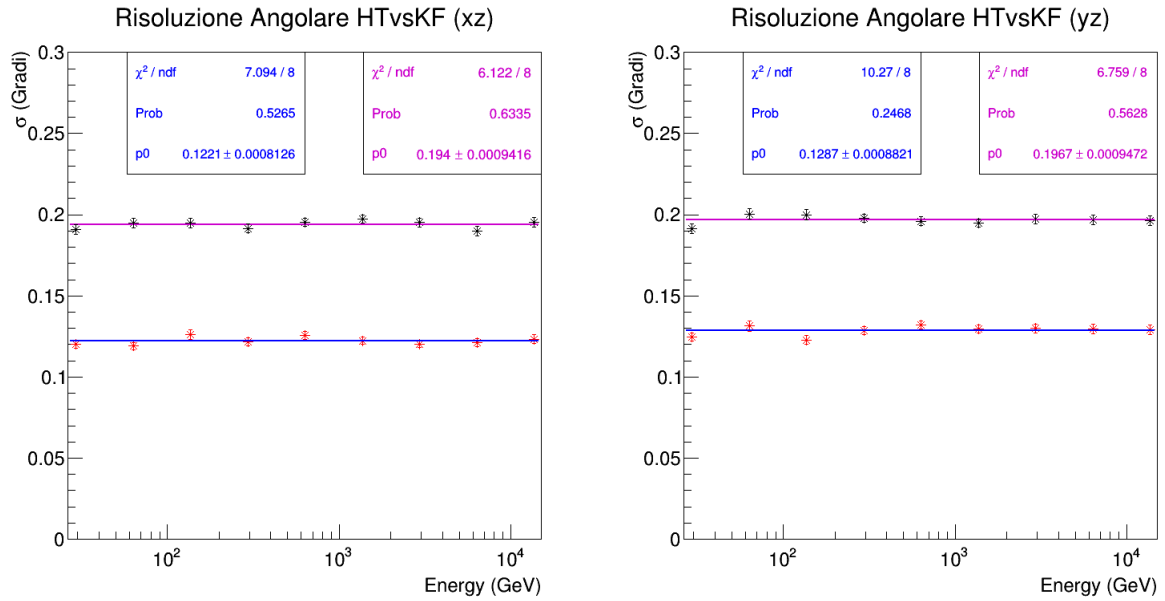 Risoluzione Angolare HTvsKF (xz)
σ (Gradi)
0.3
0.25
0.2
0.15
0.1
0.05
0
χ² / ndf 7.094 / 8
Prob 0.5265
p0 0.1221 ± 0.0008126
χ² / ndf 6.122 / 8
Prob 0.6335
p0 0.194 ± 0.0009416
10² 10³ 10⁴
Energy (GeV)
Risoluzione Angolare HTvsKF (yz)
σ (Gradi)
0.3
0.25
0.2
0.15
0.1
0.05
0
χ² / ndf 10.27 / 8
Prob 0.2468
p0 0.1287 ± 0.0008821
χ² / ndf 6.759 / 8
Prob 0.5628
p0 0.1967 ± 0.0009472
10² 10³ 10⁴
Energy (GeV)